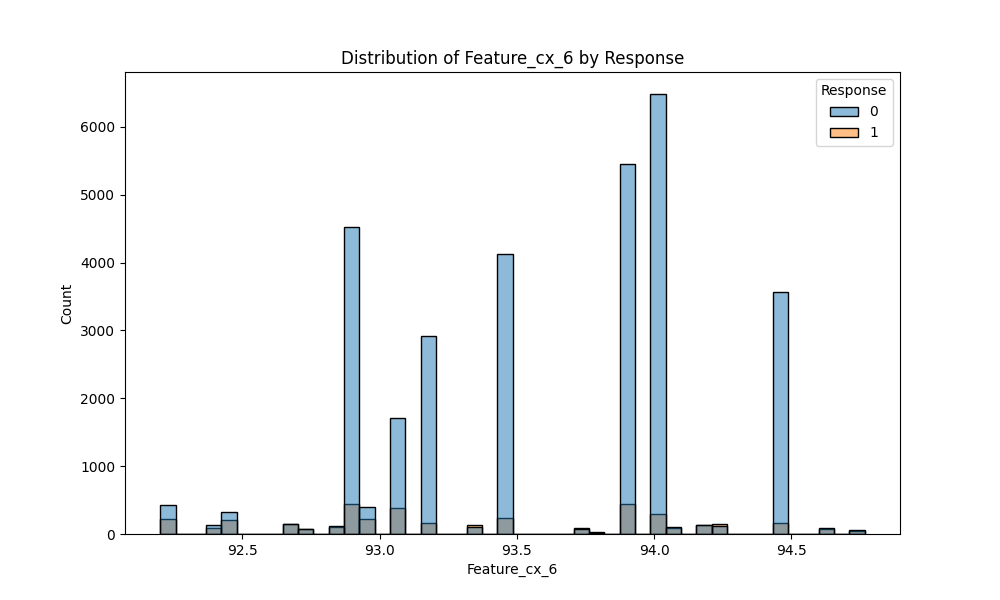 Distribution of Feature_cx_6 by Response
Response
0
1
6000
5000
4000
3000
2000
1000
0
Count
92.5 93.0 93.5 94.0 94.5
Feature_cx_6